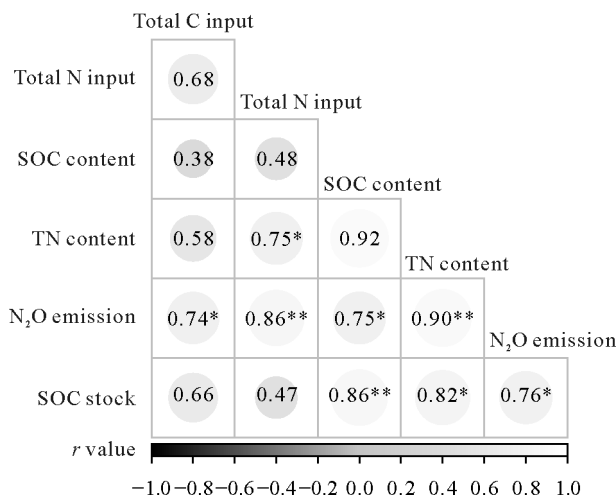 Total C input
Total N input 0.68 Total N input
SOC content 0.38 0.48 SOC content
TN content 0.58 0.75* 0.92 TN content
N₂O emission 0.74* 0.86** 0.75* 0.90** N₂O emission
SOC stock 0.66 0.47 0.86** 0.82* 0.76*
r value
−1.0 −0.8 −0.6 −0.4 −0.2 0.0 0.2 0.4 0.6 0.8 1.0